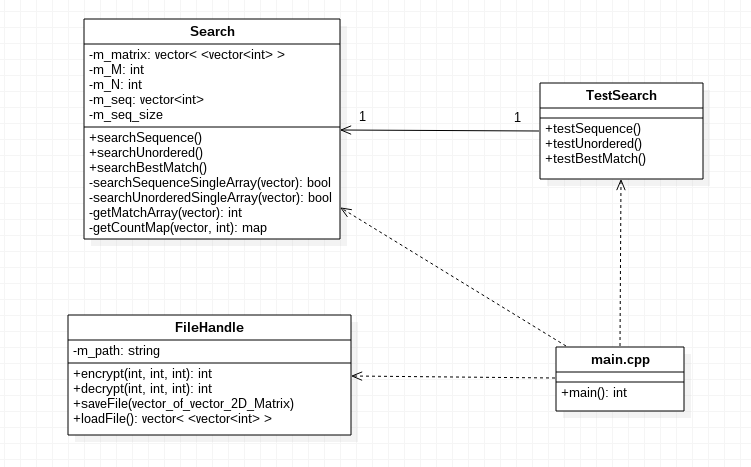 Search
-m_matrix: vector< <vector<int> >
-m_M: int
-m_N: int
-m_seq: vector<int>
-m_seq_size
+searchSequence()
+searchUnordered()
+searchBestMatch()
-searchSequenceSingleArray(vector): bool
-searchUnorderedSingleArray(vector): bool
-getMatchArray(vector): int
-getCountMap(vector, int): map
1
1
TestSearch
+testSequence()
+testUnordered()
+testBestMatch()
FileHandle
-m_path: string
+encrypt(int, int, int): int
+decrypt(int, int, int): int
+saveFile(vector_of_vector_2D_Matrix)
+loadFile(): vector< <vector<int> >
main.cpp
+main(): int